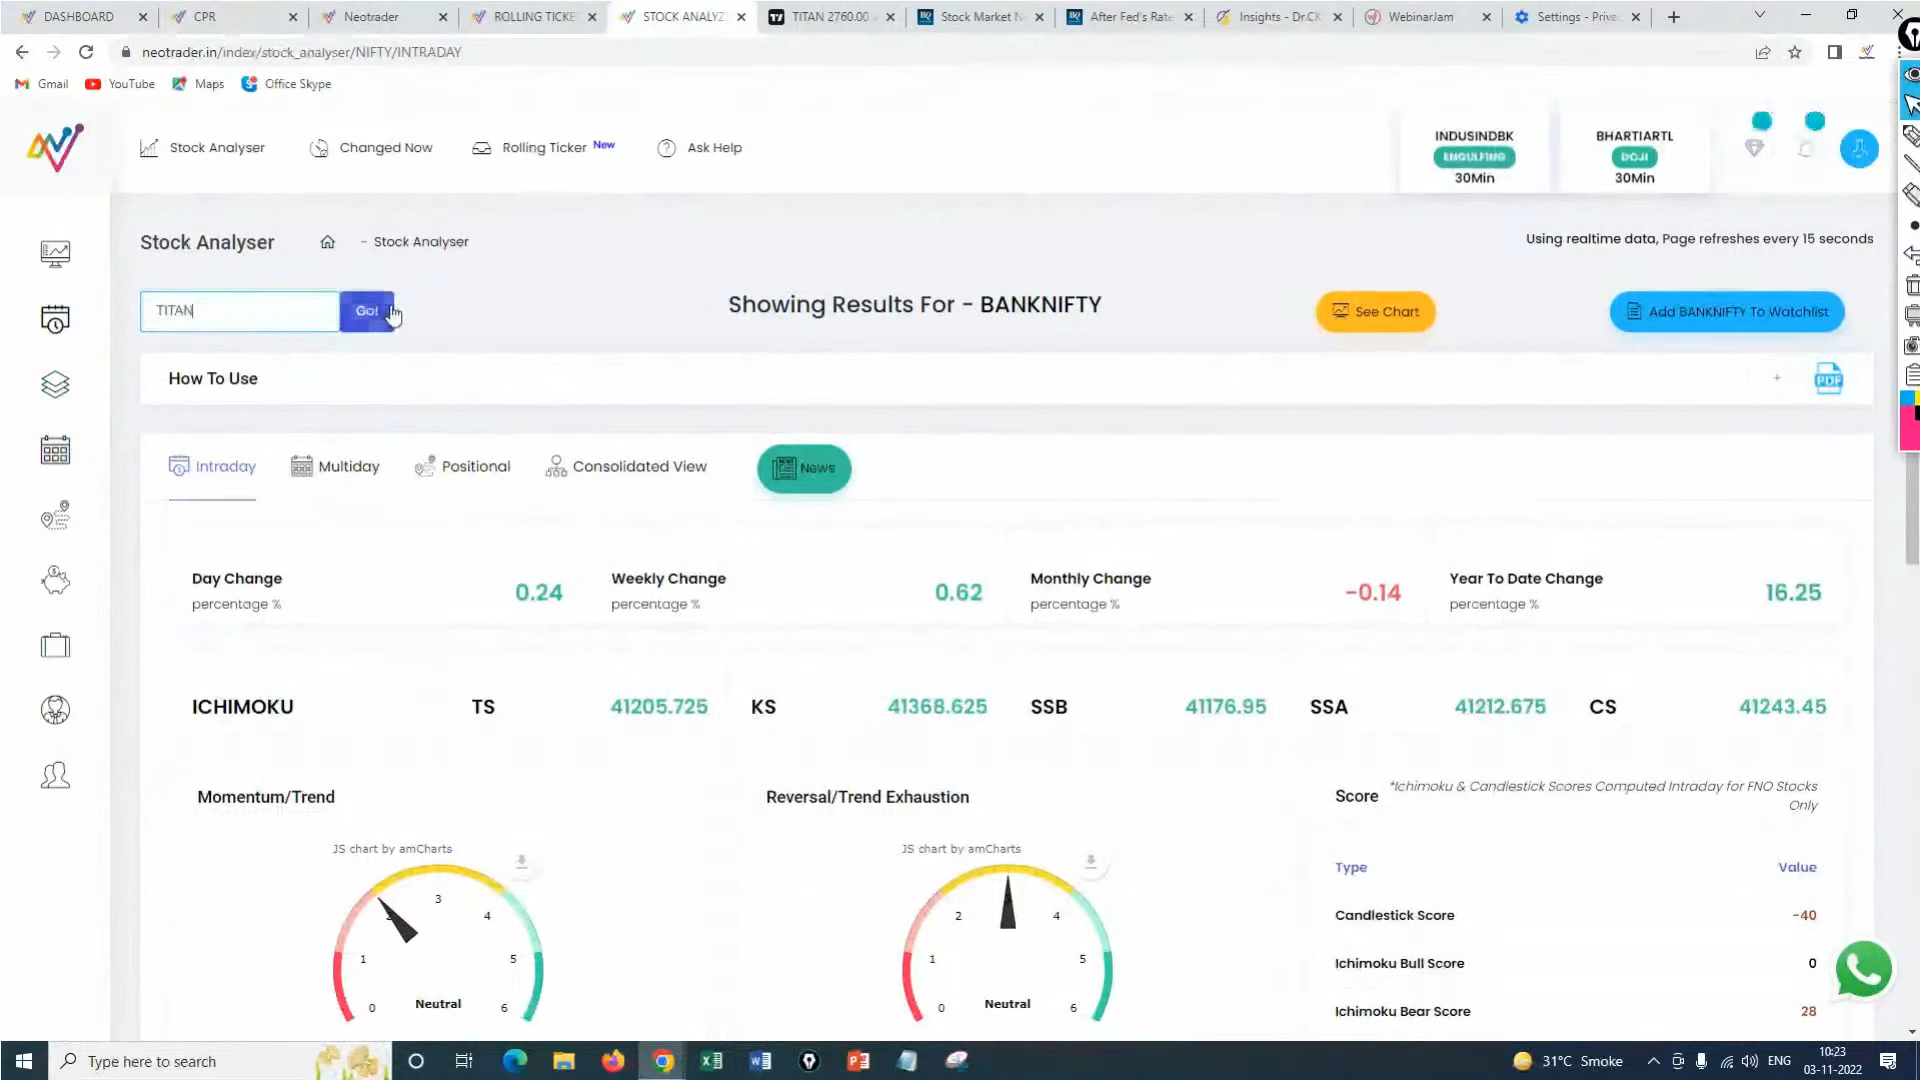 DASHBOARD
CPR
Neotrader
ROLLING TICKE
STOCK ANALYZ
TITAN 2760.00
Stock Market N
After Fed's Rate
Insights - Dr.CK
WebinarJam
Settings - Priva
neotrader.in/index/stock_analyser/NIFTY/INTRADAY
Gmail YouTube Maps Office Skype
Stock Analyser Changed Now Rolling Ticker New Ask Help
INDUSINDBK
ENGULFING
30Min
BHARTIARTL
DOJI
30Min
Stock Analyser - Stock Analyser
Using realtime data, Page refreshes every 15 seconds
TITAN Go!
Showing Results For - BANKNIFTY
See Chart
Add BANKNIFTY To Watchlist
How To Use
+
PDF
Intraday Multiday Positional Consolidated View News
Day Change
percentage %
0.24
Weekly Change
percentage %
0.62
Monthly Change
percentage %
-0.14
Year To Date Change
percentage %
16.25
ICHIMOKU TS 41205.725 KS 41368.625 SSB 41176.95 SSA 41212.675 CS 41243.45
Momentum/Trend
JS chart by amCharts
0 1 2 3 4 5 6
Neutral
Reversal/Trend Exhaustion
JS chart by amCharts
0 1 2 4 5 6
Neutral
Score
*Ichimoku & Candlestick Scores Computed Intraday for FNO Stocks
Only
Type Value
Candlestick Score -40
Ichimoku Bull Score 0
Ichimoku Bear Score 28
Type here to search
31°C Smoke
ENG
10:23
03-11-2022